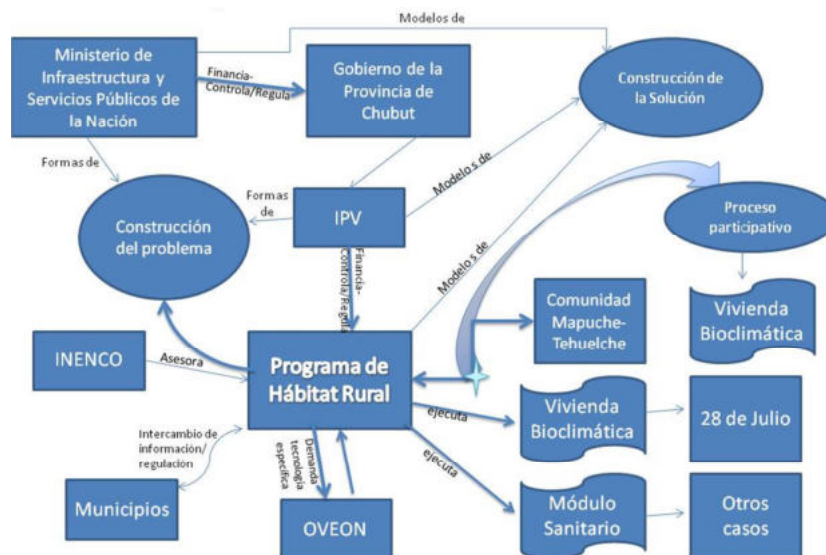 Modelos de
Ministerio de
Infraestructura y
Servicios Públicos de
la Nación
Financia-
Controla/Regula
Gobierno de la
Provincia de
Chubut
Construcción de
la Solución
Formas de
Formas
de
Modelos de
Construcción
del problema
IPV
Proceso
participativo
Financia-
Controla/Regula
Modelos de
Comunidad
Mapuche-
Tehuelche
Vivienda
Bioclimática
INENCO
Asesora
Programa de
Hábitat Rural
ejecuta
Vivienda
Bioclimática
28 de Julio
Intercambio de
información/
regulación
Demanda
tecnología
específica
ejecuta
Municipios
OVEON
Módulo
Sanitario
Otros
casos